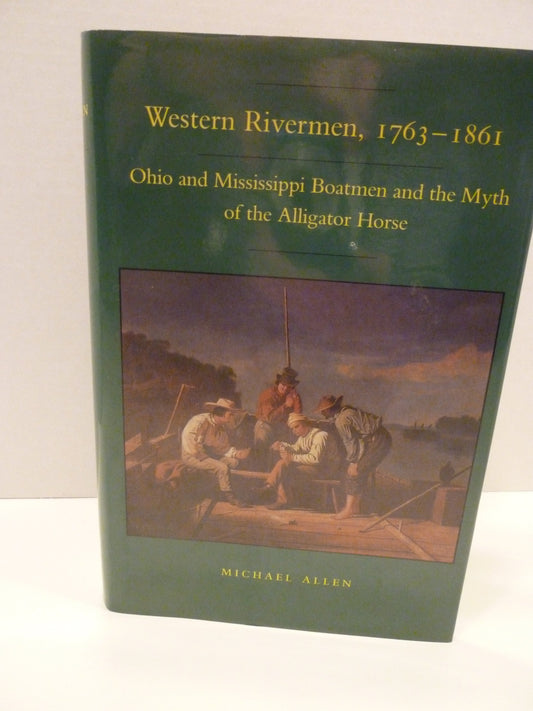 Western Rivermen, 1763–1861
Ohio and Mississippi Boatmen and the Myth
of the Alligator Horse
MICHAEL ALLEN